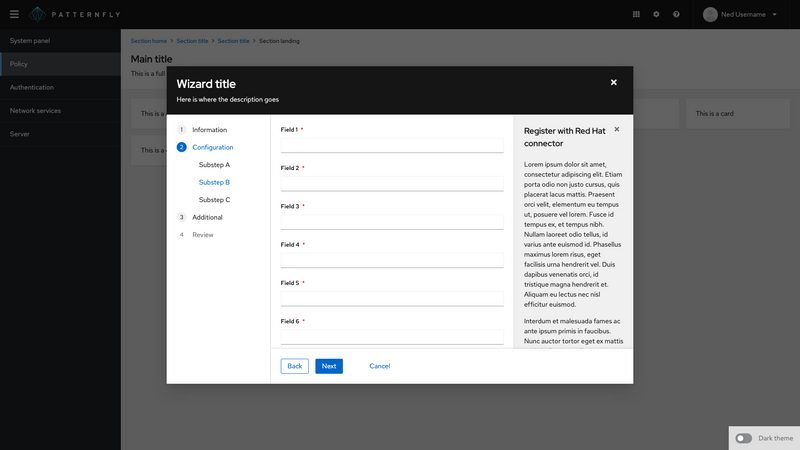 PATTERNFLY
Ned Username
System panel
Policy
Authentication
Network services
Server
Section home > Section title > Section title > Section landing
Main title
This is a full
This is a
This is a card
This is a
Wizard title
Here is where the description goes
1 Information
2 Configuration
Substep A
Substep B
Substep C
3 Additional
4 Review
Field 1 *
Field 2 *
Field 3 *
Field 4 *
Field 5 *
Field 6 *
Register with Red Hat
connector
Lorem ipsum dolor sit amet,
consectetur adipiscing elit. Etiam
porta odio non justo cursus, quis
placerat lacus mattis. Praesent
orci velit, elementum eu tempus
ut, posuere vel lorem. Fusce id
tempus ex, et tempus nibh.
Nullam laoreet odio tellus, id
varius ante euismod id. Phasellus
maximus lorem risus, eget
facilisis urna hendrerit vel. Duis
dapibus venenatis orci, id
tristique magna hendrerit et.
Aliquam eu lectus nec nisl
efficitur euismod.
Interdum et malesuada fames ac
ante ipsum primis in faucibus.
Nunc auctor tortor eget ex mattis
Back
Next
Cancel
Dark theme